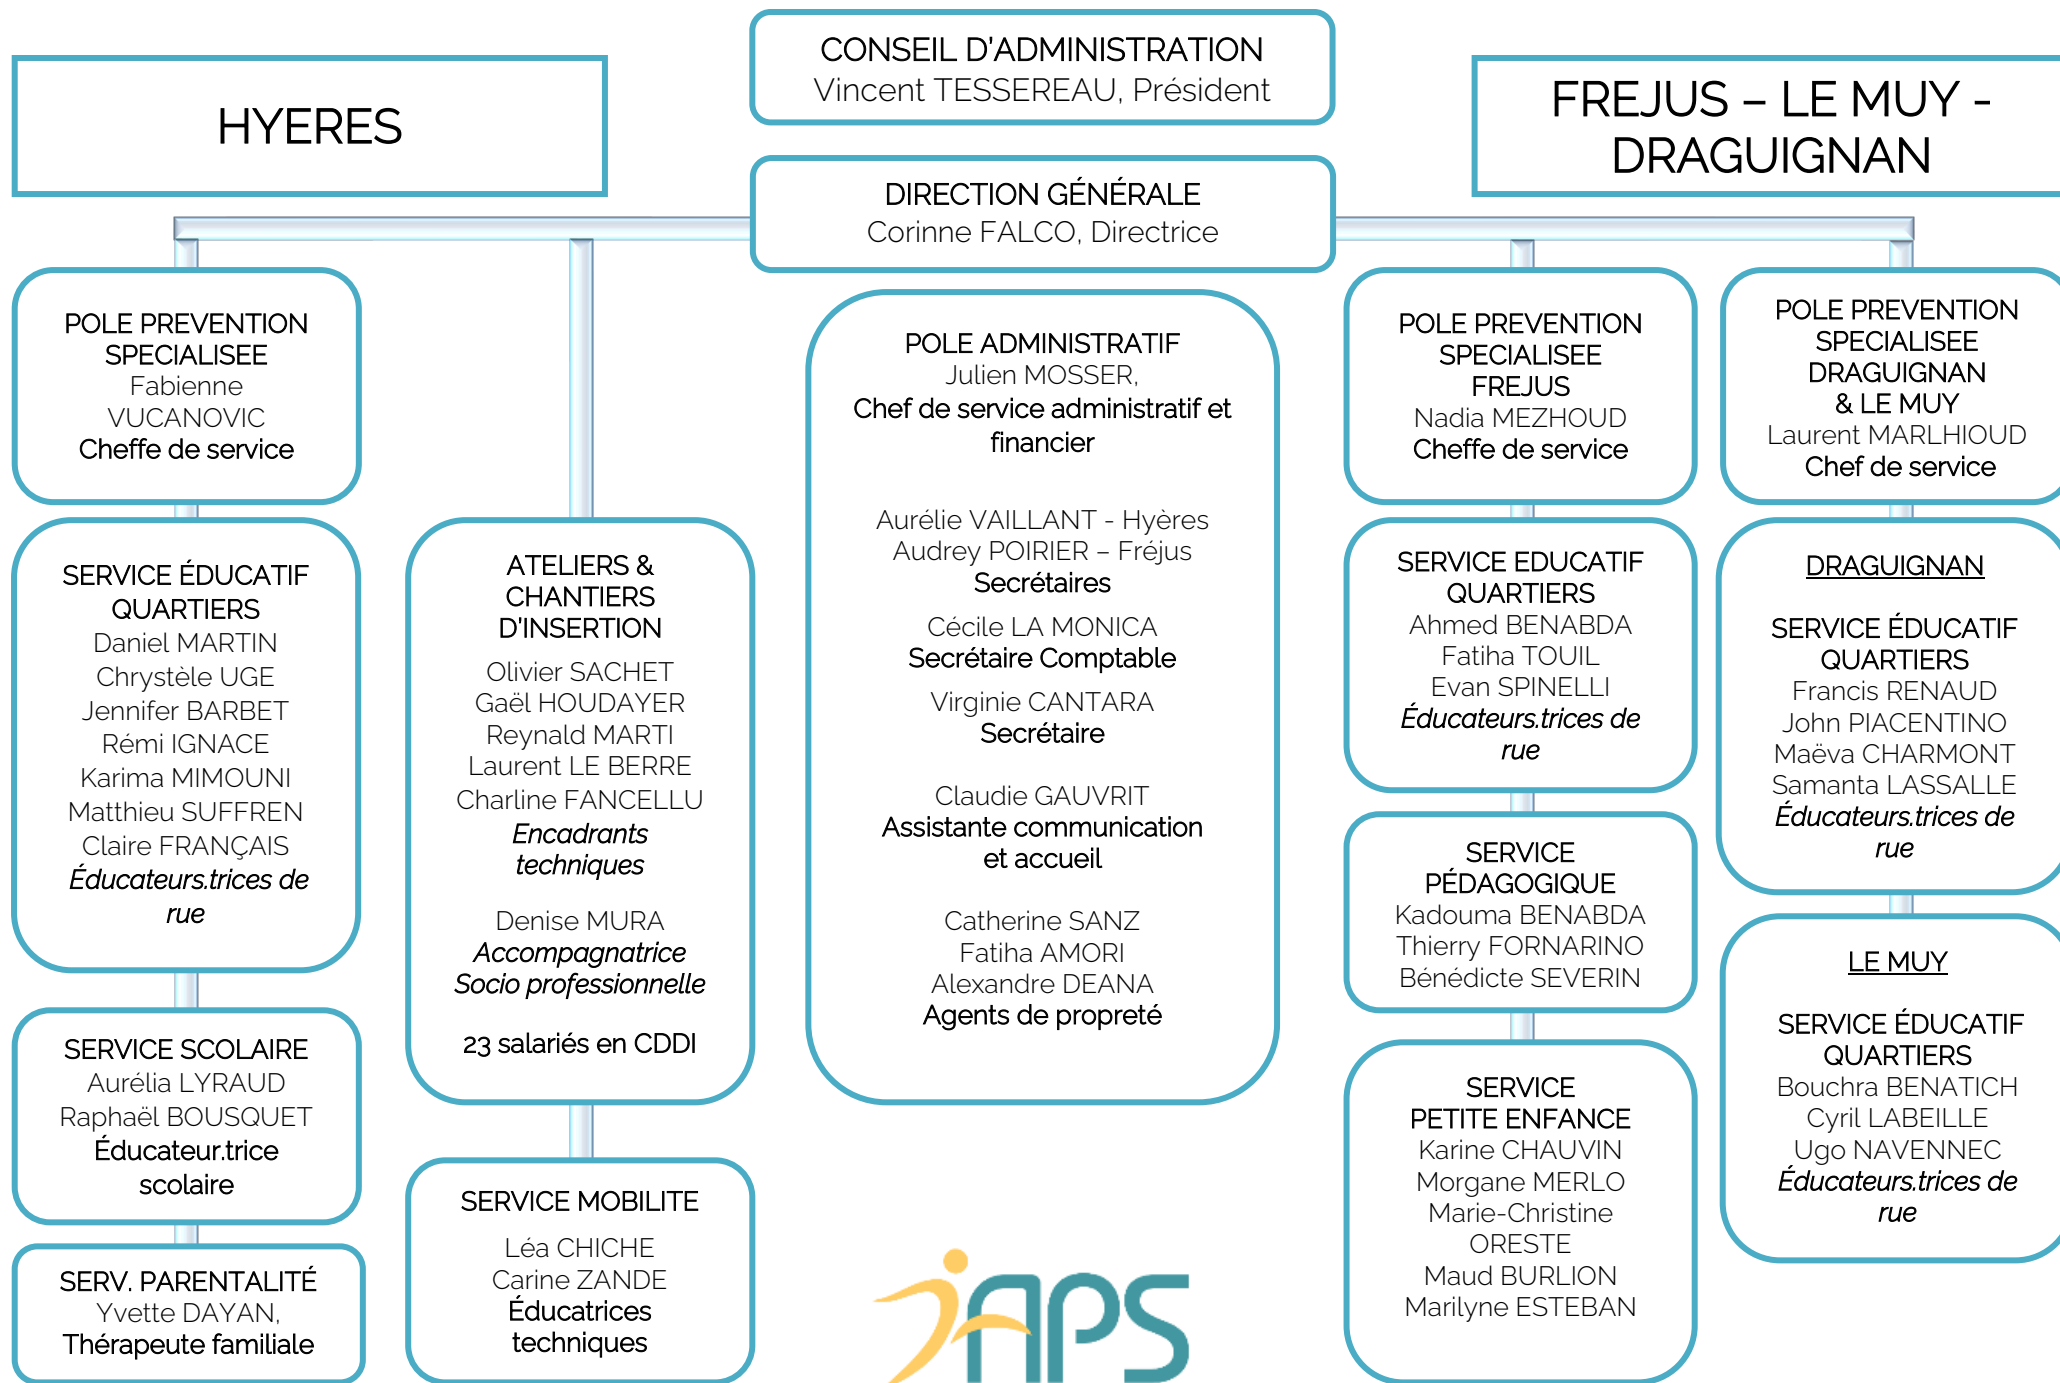 CONSEIL D'ADMINISTRATION
Vincent TESSEREAU, Président
HYERES
FREJUS – LE MUY -
DRAGUIGNAN
DIRECTION GÉNÉRALE
Corinne FALCO, Directrice
POLE PREVENTION
SPECIALISEE
Fabienne
VUCANOVIC
Cheffe de service
SERVICE ÉDUCATIF
QUARTIERS
Daniel MARTIN
Chrystèle UGE
Jennifer BARBET
Rémi IGNACE
Karima MIMOUNI
Matthieu SUFFREN
Claire FRANÇAIS
Éducateurs.trices de
rue
SERVICE SCOLAIRE
Aurélia LYRAUD
Raphaël BOUSQUET
Éducateur.trice
scolaire
SERV. PARENTALITÉ
Yvette DAYAN,
Thérapeute familiale
ATELIERS &
CHANTIERS
D'INSERTION
Olivier SACHET
Gaël HOUDAYER
Reynald MARTI
Laurent LE BERRE
Charline FANCELLU
Encadrants
techniques
Denise MURA
Accompagnatrice
Socio professionnelle
23 salariés en CDDI
SERVICE MOBILITE
Léa CHICHE
Carine ZANDE
Éducatrices
techniques
POLE ADMINISTRATIF
Julien MOSSER,
Chef de service administratif et
financier
Aurélie VAILLANT - Hyères
Audrey POIRIER – Fréjus
Secrétaires
Cécile LA MONICA
Secrétaire Comptable
Virginie CANTARA
Secrétaire
Claudie GAUVRIT
Assistante communication
et accueil
Catherine SANZ
Fatiha AMORI
Alexandre DEANA
Agents de propreté
APS
POLE PREVENTION
SPECIALISEE
FREJUS
Nadia MEZHOUD
Cheffe de service
SERVICE EDUCATIF
QUARTIERS
Ahmed BENABDA
Fatiha TOUIL
Evan SPINELLI
Éducateurs.trices de
rue
SERVICE
PÉDAGOGIQUE
Kadouma BENABDA
Thierry FORNARINO
Bénédicte SEVERIN
SERVICE
PETITE ENFANCE
Karine CHAUVIN
Morgane MERLO
Marie-Christine
ORESTE
Maud BURLION
Marilyne ESTEBAN
POLE PREVENTION
SPECIALISEE
DRAGUIGNAN
& LE MUY
Laurent MARLHIOUD
Chef de service
DRAGUIGNAN
SERVICE ÉDUCATIF
QUARTIERS
Francis RENAUD
John PIACENTINO
Maëva CHARMONT
Samanta LASSALLE
Éducateurs.trices de
rue
LE MUY
SERVICE ÉDUCATIF
QUARTIERS
Bouchra BENATICH
Cyril LABEILLE
Ugo NAVENNEC
Éducateurs.trices de
rue